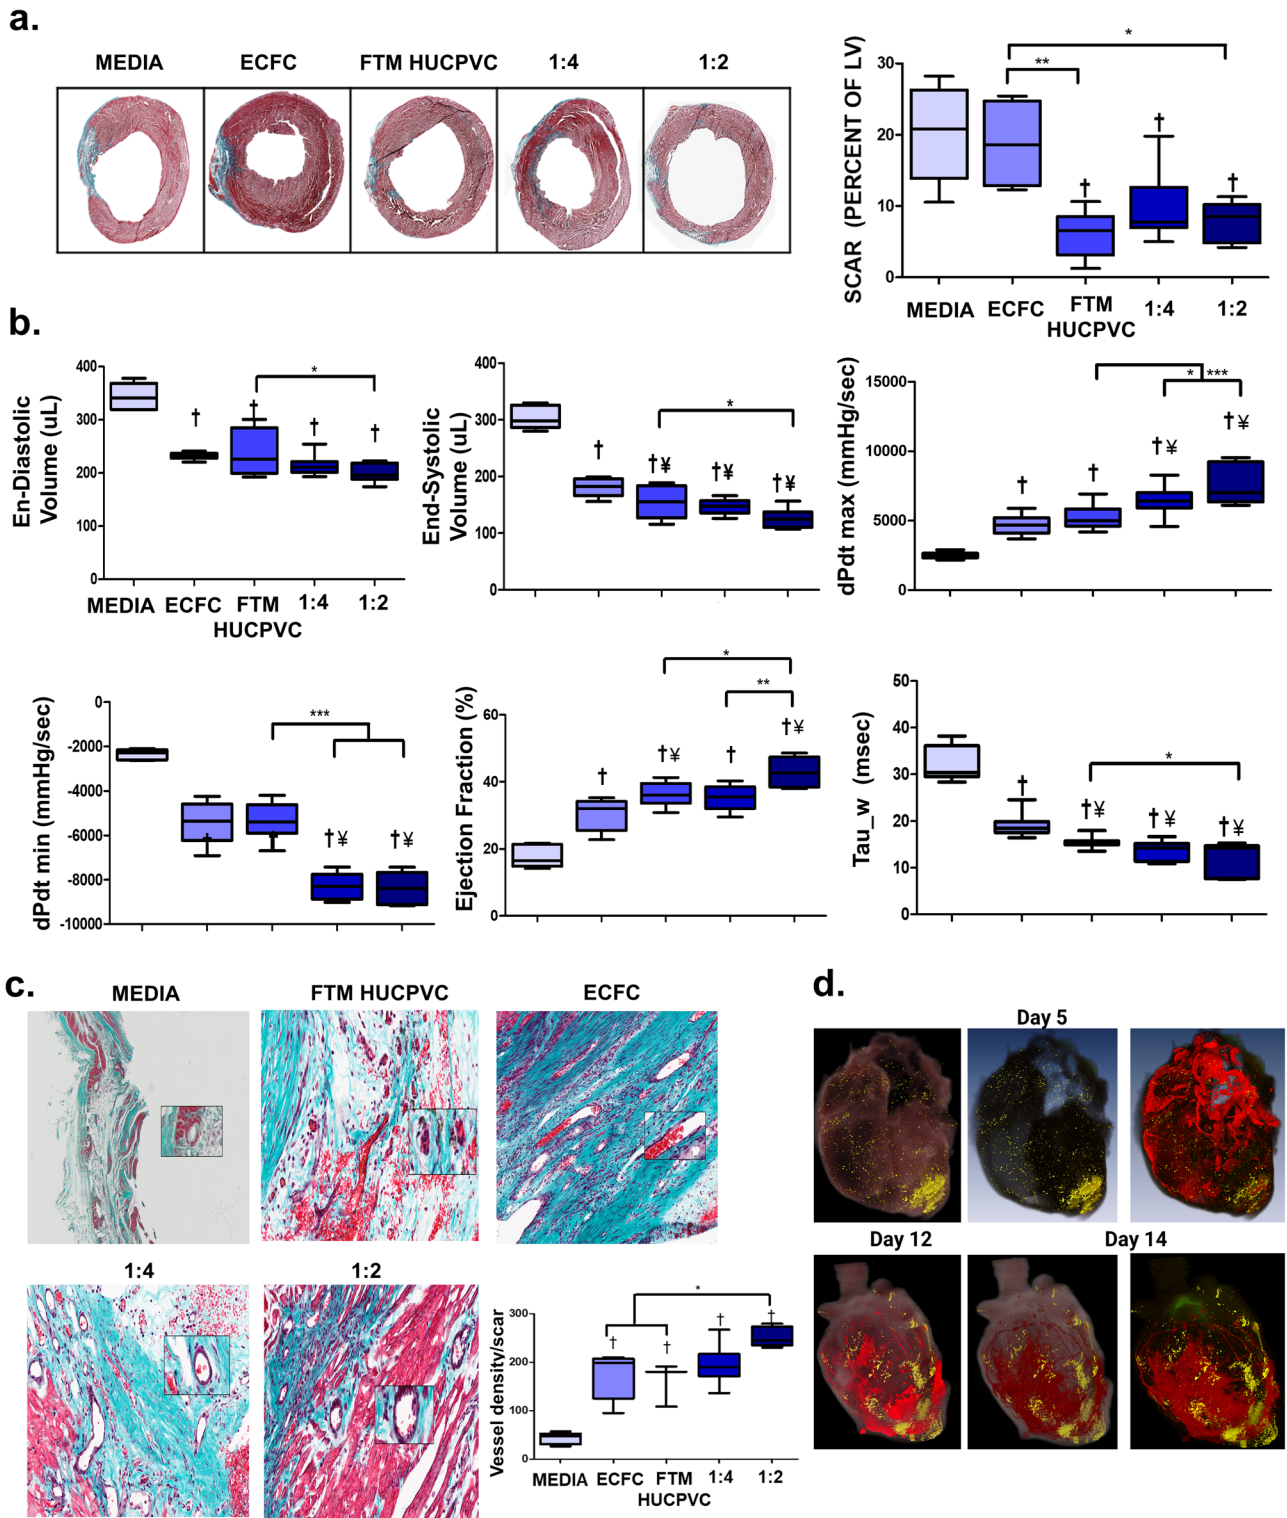 a.
MEDIA ECFC FTM HUCPVC 1:4 1:2
SCAR (PERCENT OF LV)
30
20
10
0
** *
† † †
MEDIA ECFC FTM HUCPVC 1:4 1:2
b.
En-Diastolic
Volume (uL)
400
300
200
100
0
*
† † † †
MEDIA ECFC FTM HUCPVC 1:4 1:2
End-Systolic
Volume (uL)
400
300
200
100
0
*
† †¥ †¥ †¥
dPdt max (mmHg/sec)
15000
10000
5000
0
* ***
† † †¥ †¥
dPdt min (mmHg/sec)
0
-2000
-4000
-6000
-8000
-10000
***
† † †¥ †¥
Ejection Fraction (%)
60
40
20
0
*
**
† †¥ † †¥
Tau_w (msec)
50
40
30
20
10
0
*
† †¥ †¥ †¥
c.
MEDIA FTM HUCPVC ECFC
1:4 1:2
Vessel density/scar
300
200
100
0
*
† † † †
MEDIA ECFC FTM HUCPVC 1:4 1:2
d.
Day 5
Day 12 Day 14